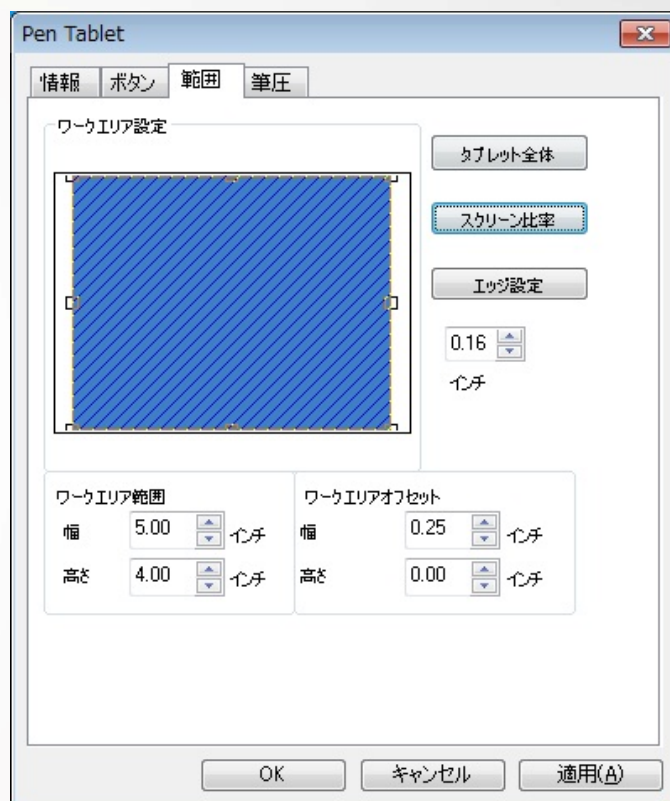 Pen Tablet
情報 ボタン 範囲 筆圧
ワークエリア設定
タブレット全体
スクリーン比率
エッジ設定
0.16
インチ
ワークエリア範囲
幅 5.00 インチ
高さ 4.00 インチ
ワークエリアオフセット
幅 0.25 インチ
高さ 0.00 インチ
OK キャンセル 適用(A)